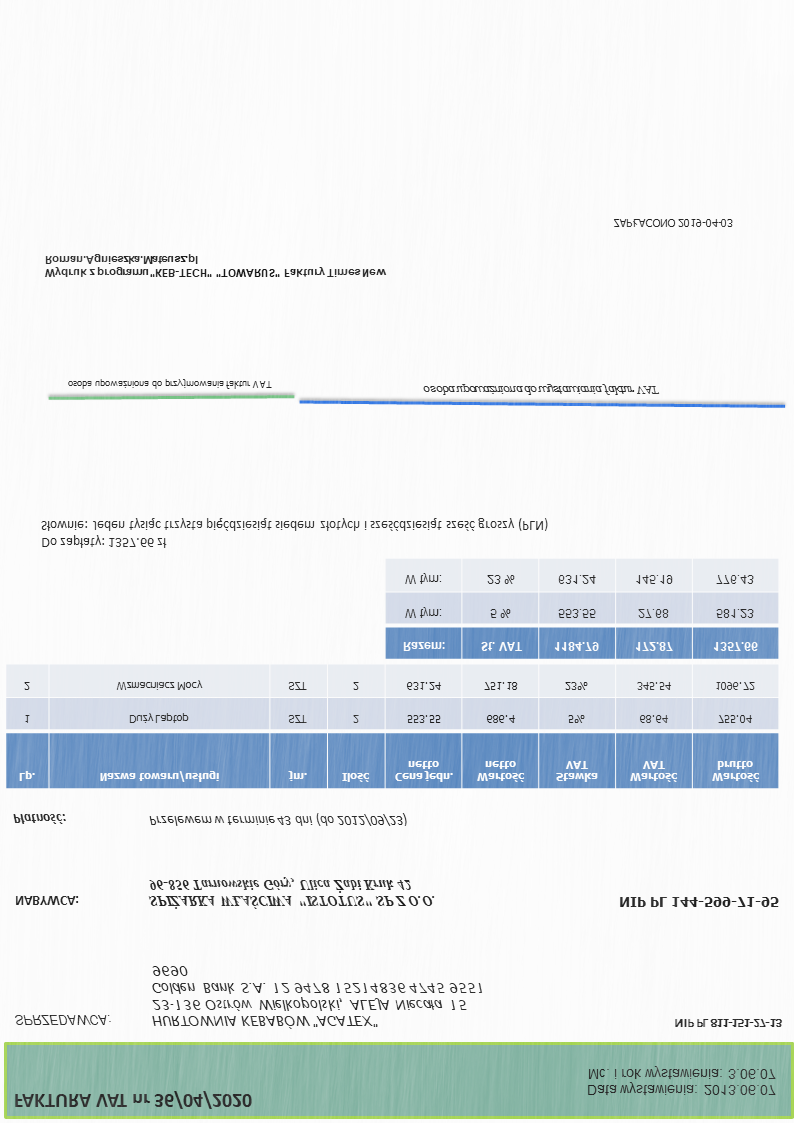 FAKTURA VAT nr 36/04/2020
Data wystawienia: 2013.06.07
Mc. i rok wystawienia: 3.06.07
SPRZEDAWCA: HURTOWNIA KEBABÓW "AGATEX" NIP PL 811-151-27-13
23-136 Ostrów Wielkopolski, ALEJA Niecała 15
Golden Bank S.A. 12 9478 15214836 4745 9551
9690
NABYWCA: SPIŻARKA WŁAŚCIWA "ISTOTUS" SP Z O.O. NIP PL 144-599-71-95
96-856 Tarnowskie Góry, Ulica Żabi Kruk 42
Płatność: Przelewem w terminie 43 dni (do 2012/09/23)
Lp. Nazwa towaru/usługi jm. Ilość Cena jedn. netto Wartość netto Stawka VAT Wartość VAT Wartość brutto
1 Duży Laptop SZT 2 553.55 686.4 5% 68.64 755.04
2 Wzmacniacz Mocy SZT 2 631.24 751.18 23% 345.54 1096.72
Razem: St. VAT 1184.79 172.87 1357.66
W tym: 5 % 553.55 27.68 581.23
W tym: 23 % 631.24 145.19 776.43
Do zapłaty: 1357.66 zł
Słownie: Jeden tysiąc trzysta pięćdziesiąt siedem złotych i sześćdziesiąt sześć groszy (PLN)
osoba upoważniona do przyjmowania faktur VAT
osoba upoważniona do wystawiania faktur VAT
Wydruk z programu "KEB-TECH" "TOWARUS" Faktury Times New
Roman.Agnieszka.Mateusz.pl
ZAPŁACONO 2019-04-03